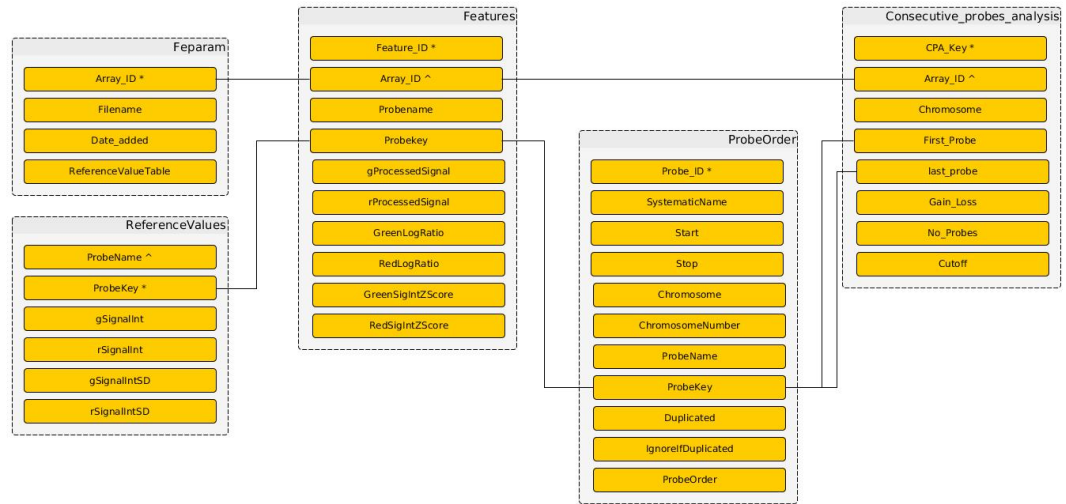 Feparam
Array_ID *
Filename
Date_added
ReferenceValueTable
ReferenceValues
ProbeName ^
ProbeKey *
gSignalInt
rSignalInt
gSignalIntSD
rSignalIntSD
Features
Feature_ID *
Array_ID ^
Probename
Probekey
gProcessedSignal
rProcessedSignal
GreenLogRatio
RedLogRatio
GreenSigIntZScore
RedSigIntZScore
ProbeOrder
Probe_ID *
SystematicName
Start
Stop
Chromosome
ChromosomeNumber
ProbeName
ProbeKey
Duplicated
IgnoreIfDuplicated
ProbeOrder
Consecutive_probes_analysis
CPA_Key *
Array_ID ^
Chromosome
First_Probe
last_probe
Gain_Loss
No_Probes
Cutoff